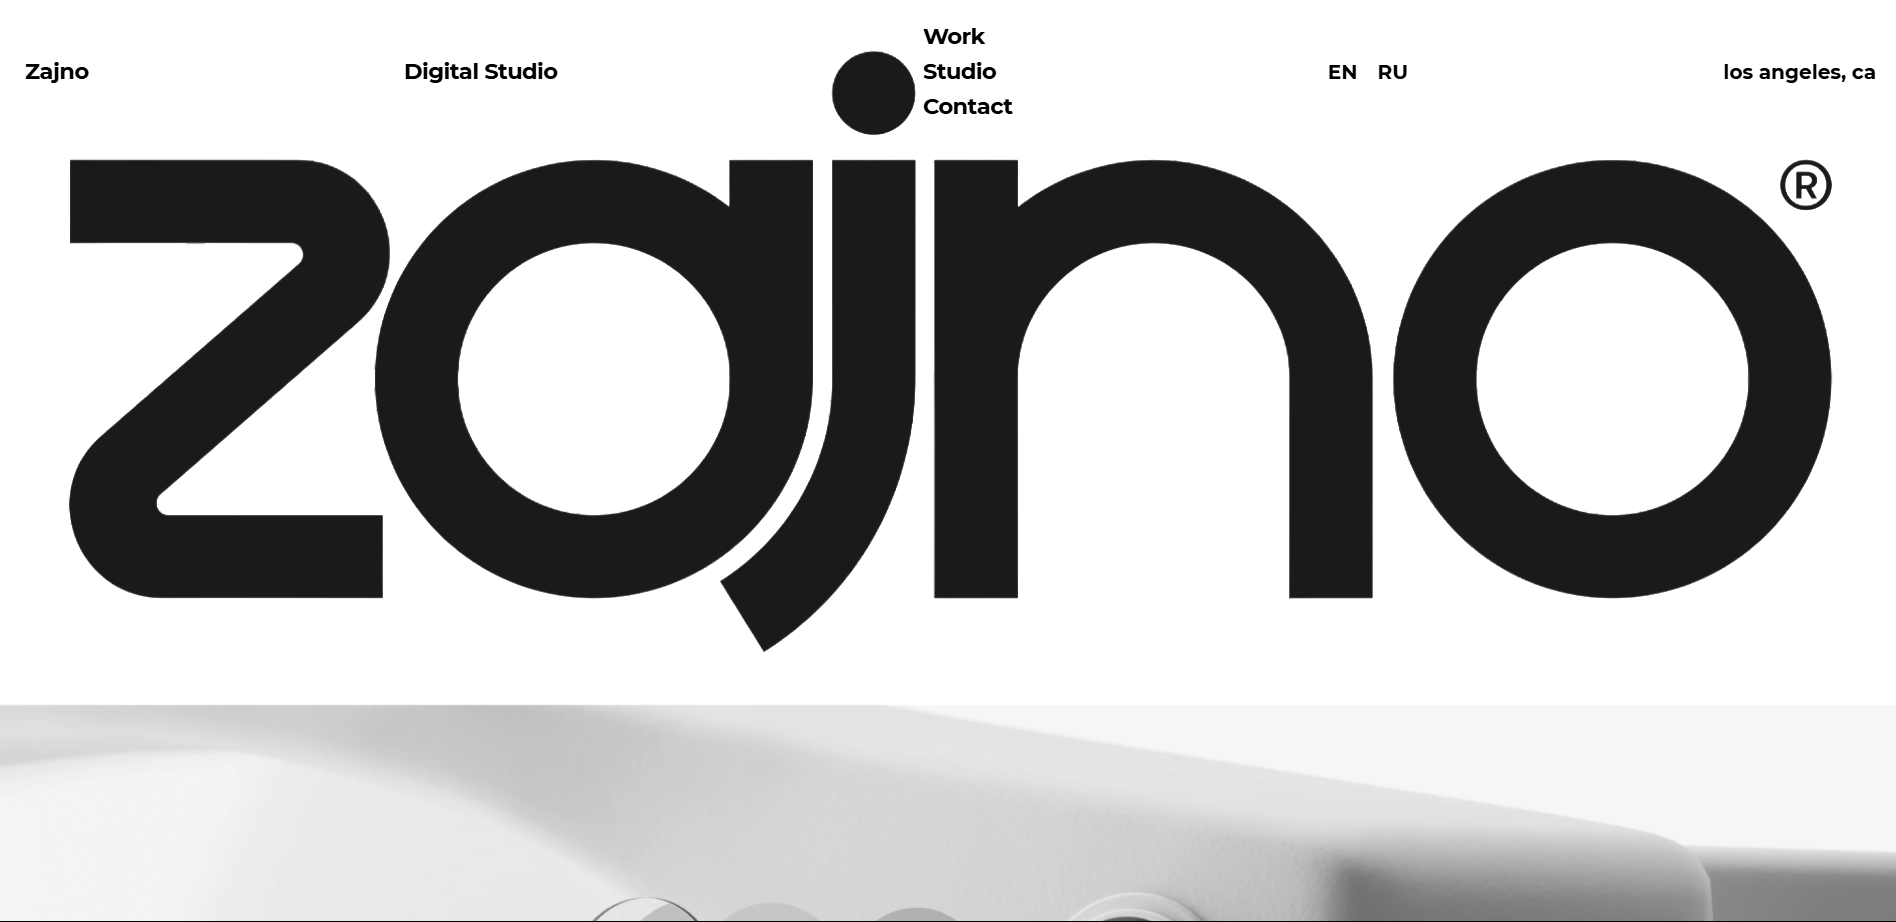 Zajno
Digital Studio
Work
Studio
Contact
EN RU
los angeles, ca
zajno®